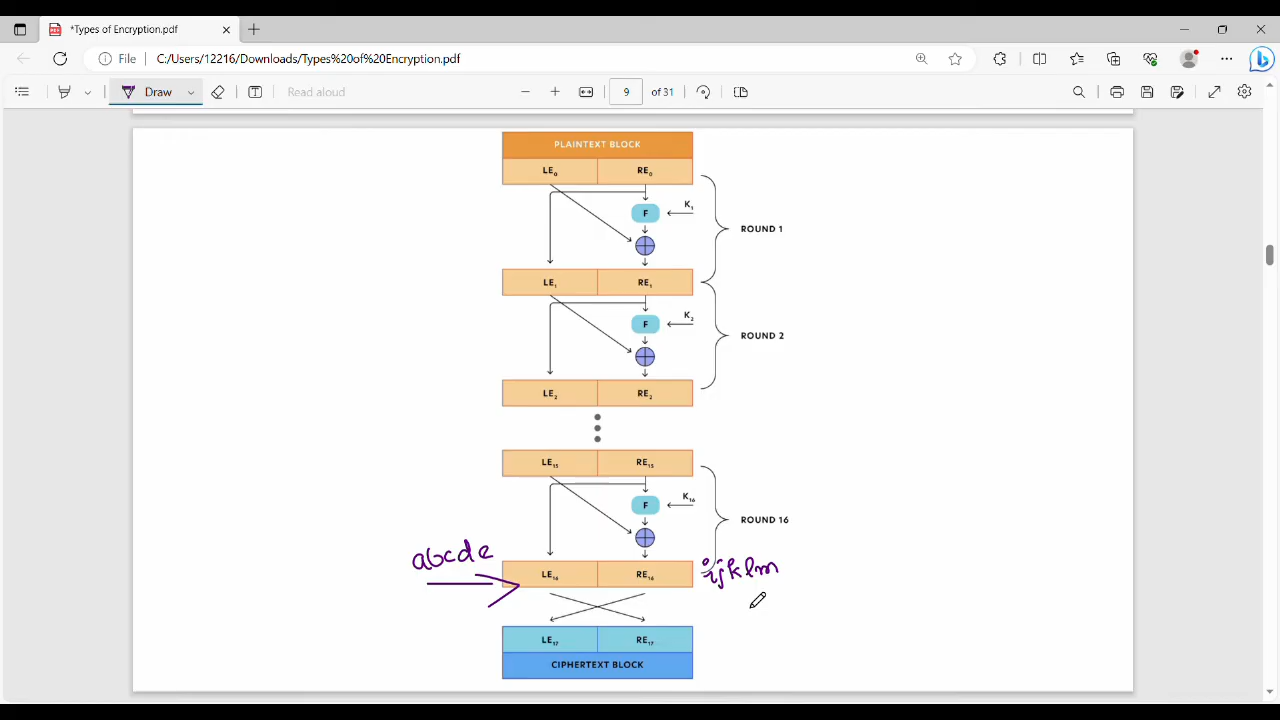 *Types of Encryption.pdf
File C:/Users/12216/Downloads/Types%20of%20Encryption.pdf
Draw Read aloud 9 of 31
PLAINTEXT BLOCK
LE₀ RE₀
F K₁
ROUND 1
LE₁ RE₁
F K₂
ROUND 2
LE₂ RE₂
LE₁₅ RE₁₅
F K₁₆
ROUND 16
abcde
LE₁₆ RE₁₆ ijklm
LE₁₇ RE₁₇
CIPHERTEXT BLOCK